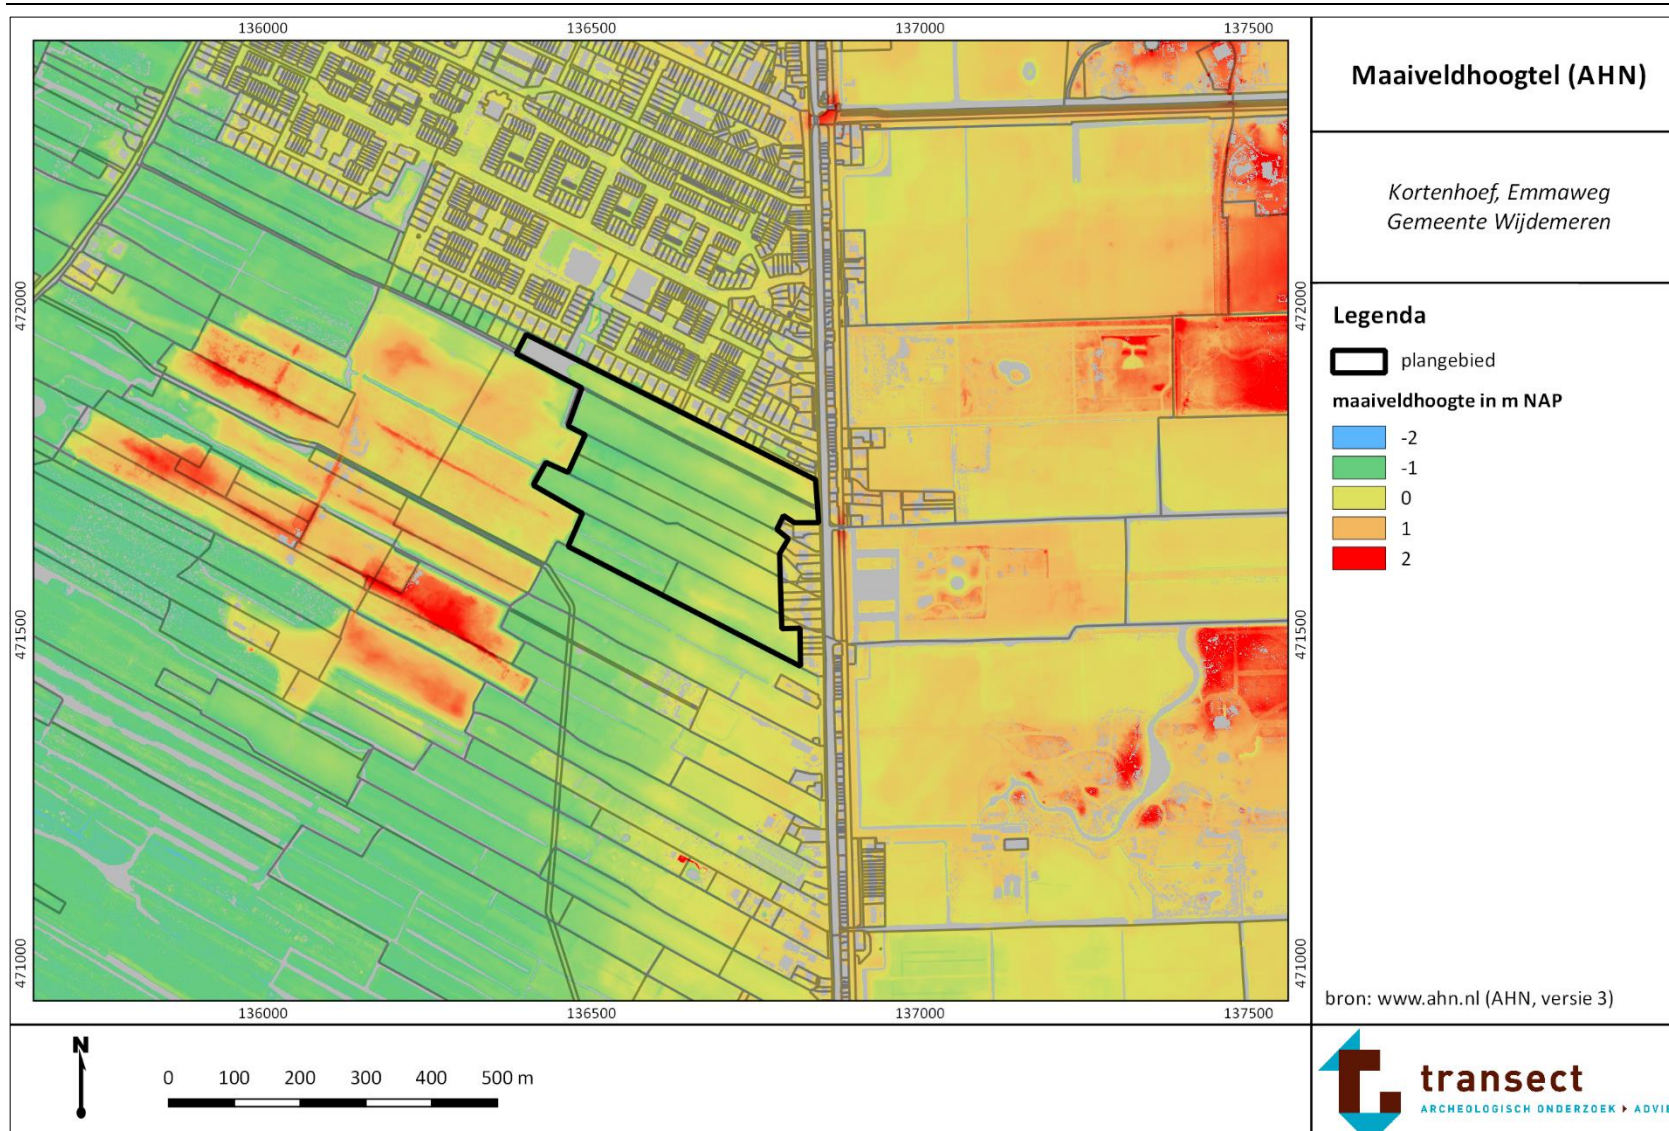 136000 136500 137000 137500
472000
471500
471000
472000
471500
471000
136000 136500 137000 137500
Maaiveldhoogtel (AHN)
Kortenhoef, Emmaweg
Gemeente Wijdemeren
Legenda
plangebied
maaiveldhoogte in m NAP
-2
-1
0
1
2
bron: www.ahn.nl (AHN, versie 3)
N
0 100 200 300 400 500 m
transect
ARCHEOLOGISCH ONDERZOEK ADVIE